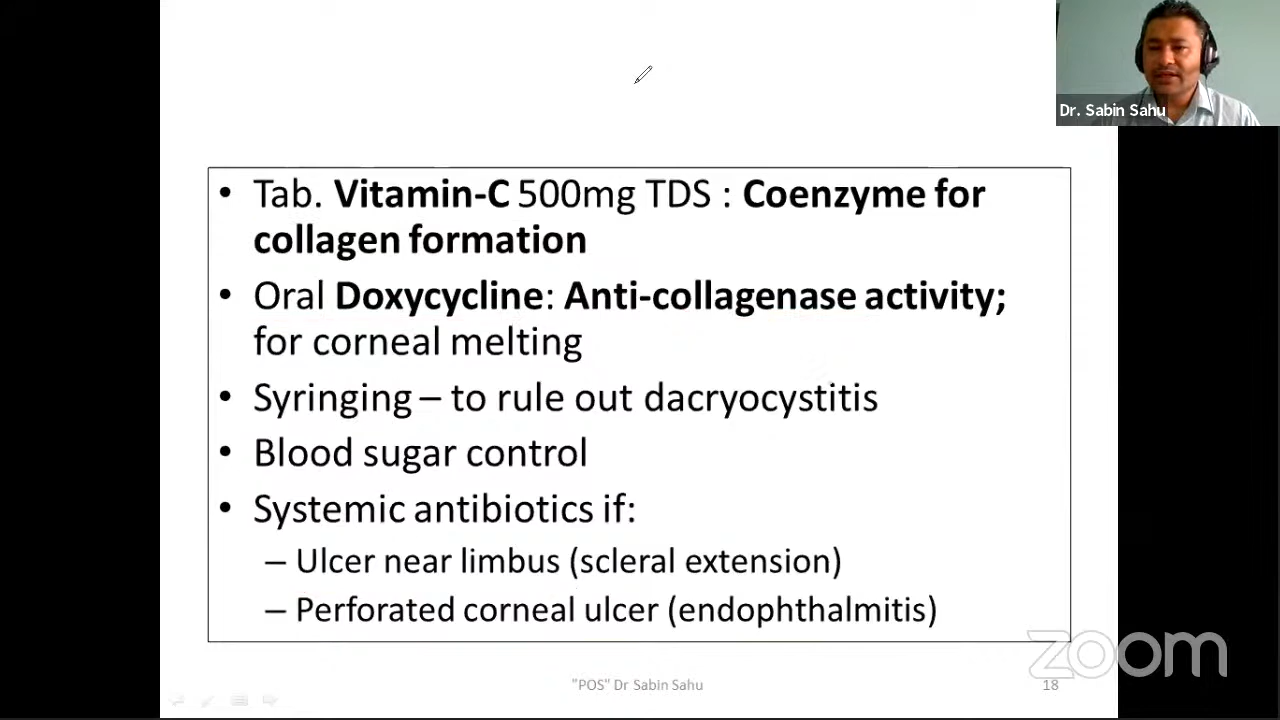 Dr. Sabin Sahu
• Tab. Vitamin-C 500mg TDS : Coenzyme for
collagen formation
• Oral Doxycycline: Anti-collagenase activity;
for corneal melting
• Syringing – to rule out dacryocystitis
• Blood sugar control
• Systemic antibiotics if:
– Ulcer near limbus (scleral extension)
– Perforated corneal ulcer (endophthalmitis)
zoom
"POS" Dr Sabin Sahu
18